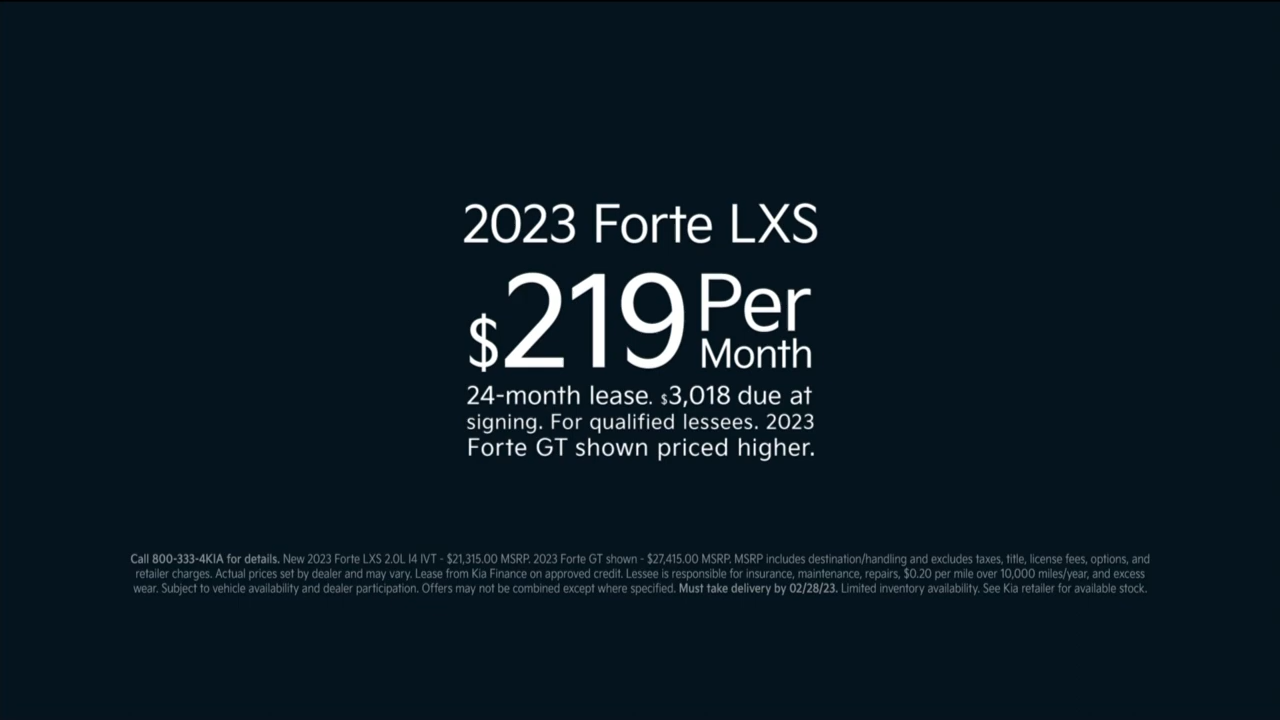 2023 Forte LXS
$219 Per Month
24-month lease. $3,018 due at
signing. For qualified lessees. 2023
Forte GT shown priced higher.
Call 800-333-4KIA for details. New 2023 Forte LXS 2.0L I4 IVT - $21,315.00 MSRP. 2023 Forte GT shown - $27,415.00 MSRP. MSRP includes destination/handling and excludes taxes, title, license fees, options, and
retailer charges. Actual prices set by dealer and may vary. Lease from Kia Finance on approved credit. Lessee is responsible for insurance, maintenance, repairs, $0.20 per mile over 10,000 miles/year, and excess
wear. Subject to vehicle availability and dealer participation. Offers may not be combined except where specified. Must take delivery by 02/28/23. Limited inventory availability. See Kia retailer for available stock.